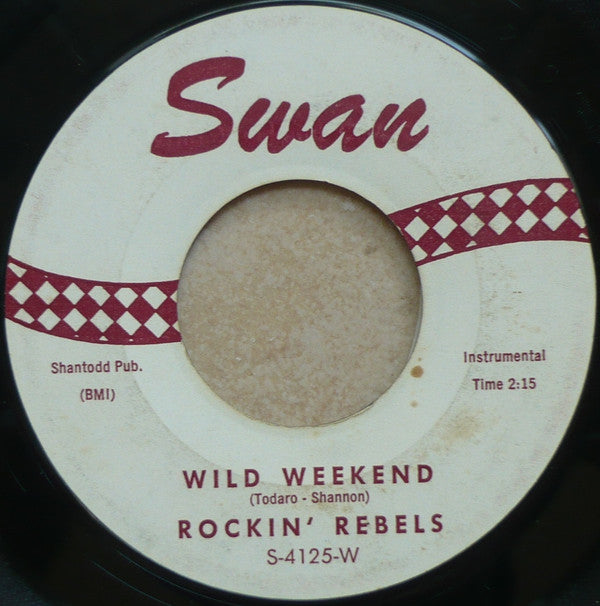 Swan
Shantodd Pub.
(BMI)
Instrumental
Time 2:15
WILD WEEKEND
(Todaro - Shannon)
ROCKIN' REBELS
S-4125-W